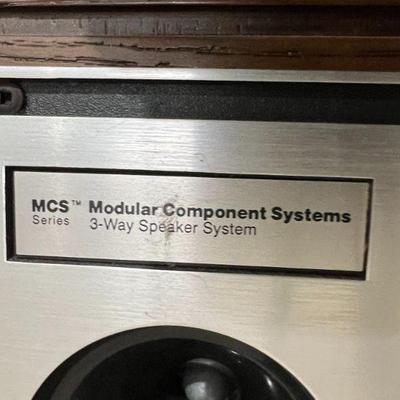 MCS™ Modular Component Systems
Series 3-Way Speaker System